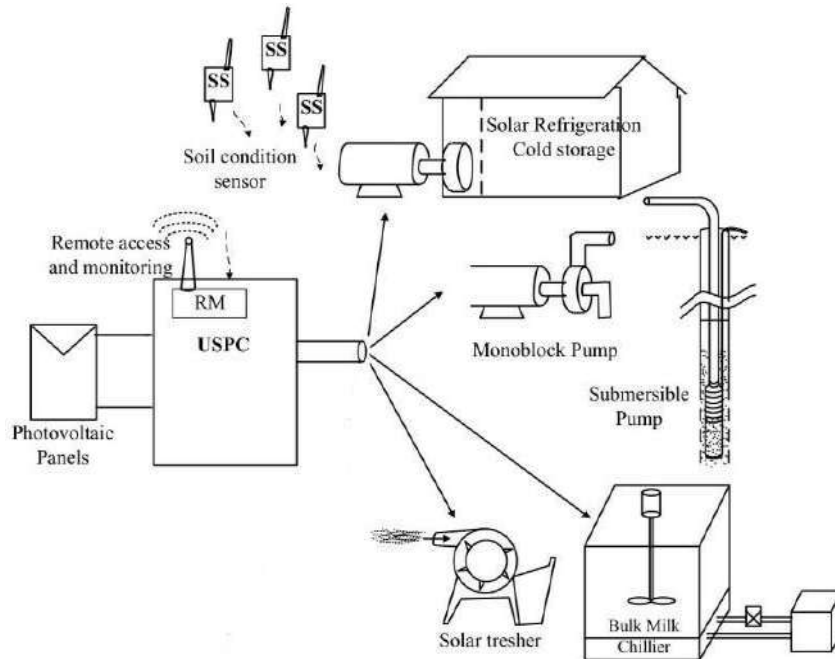 SS
SS
SS
Soil condition
sensor
Solar Refrigeration
Cold storage
Remote access
and monitoring
RM
USPC
Photovoltaic
Panels
Monoblock Pump
Submersible
Pump
Solar tresher
Bulk Milk
Chillier